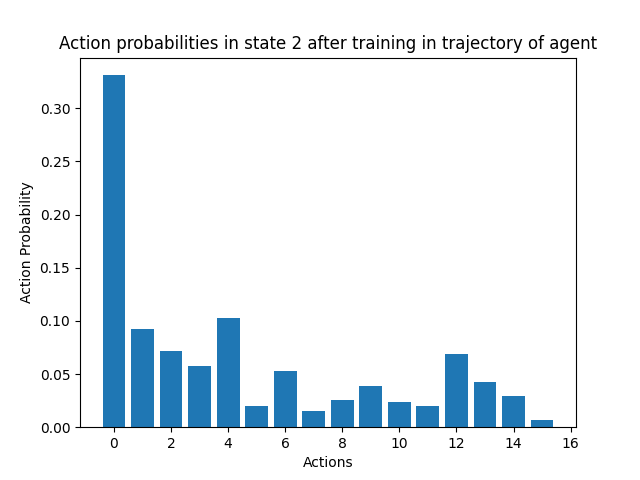 Action probabilities in state 2 after training in trajectory of agent
0.30
0.25
0.20
0.15
0.10
0.05
0.00
Action Probability
0 2 4 6 8 10 12 14 16
Actions